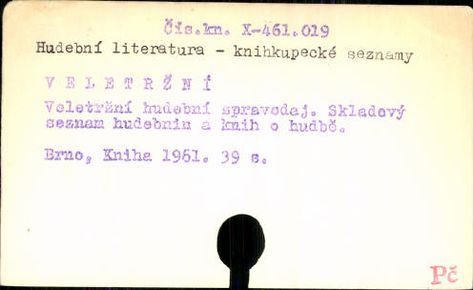 Čís.kn. X-461.019
Hudební literatura - knihkupecké seznamy
V E L E T R Ž N Í
Veletržní hudební zpravodaj. Skladový
seznam hudebnin a knih o hudbě.
Brno, Kniha 1961. 39 s.
Pč